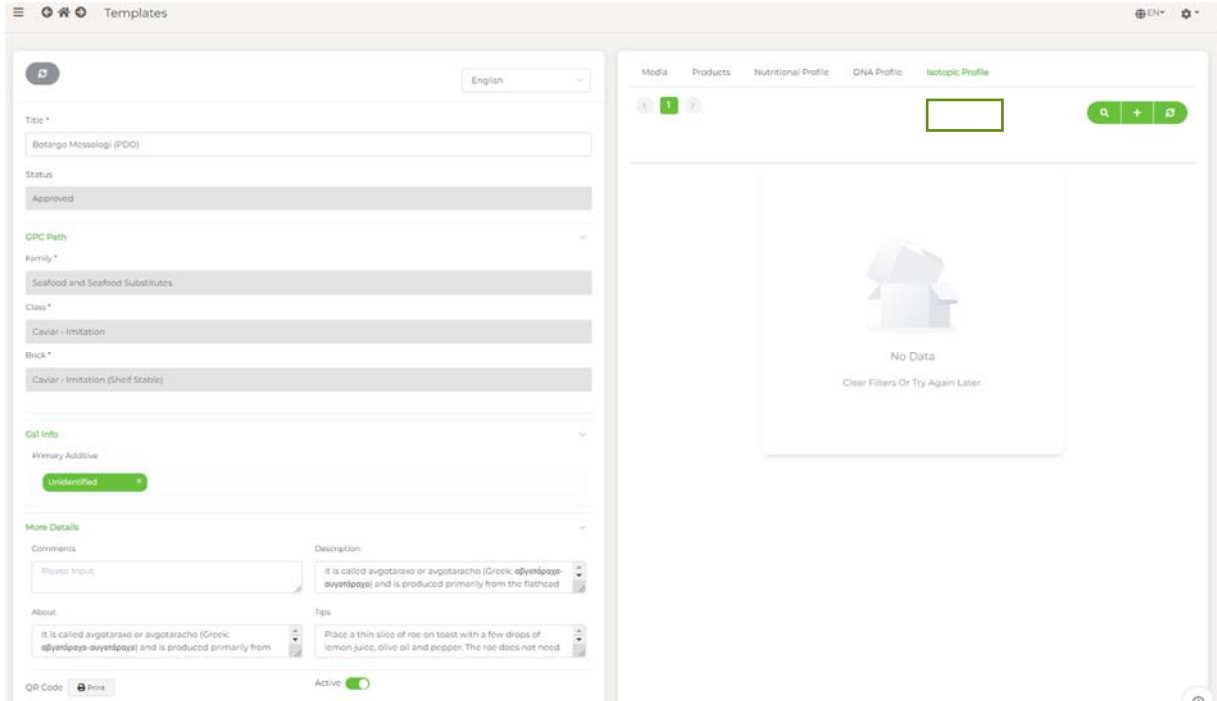 Templates
EN
English
Title *
Botargo Messologi (PDO)
Status
Approved
GPC Path
Family *
Seafood and Seafood Substitutes
Class *
Caviar - Imitation
Brick *
Caviar - Imitation (Shelf Stable)
Gs1 Info
Primary Additive
Unidentified
More Details
Comments
Please Input
Description
It is called avgotaraxo or avgotaracho (Greek: αβγοτάραχο-
αυγοτάραχο) and is produced primarily from the flathead
About
It is called avgotaraxo or avgotaracho (Greek:
αβγοτάραχο-αυγοτάραχο) and is produced primarily from
Tips
Place a thin slice of roe on toast with a few drops of
lemon juice, olive oil and pepper. The roe does not need
QR Code Print
Active
Media Products Nutritional Profile DNA Profile Isotopic Profile
1
No Data
Clear Filters Or Try Again Later.